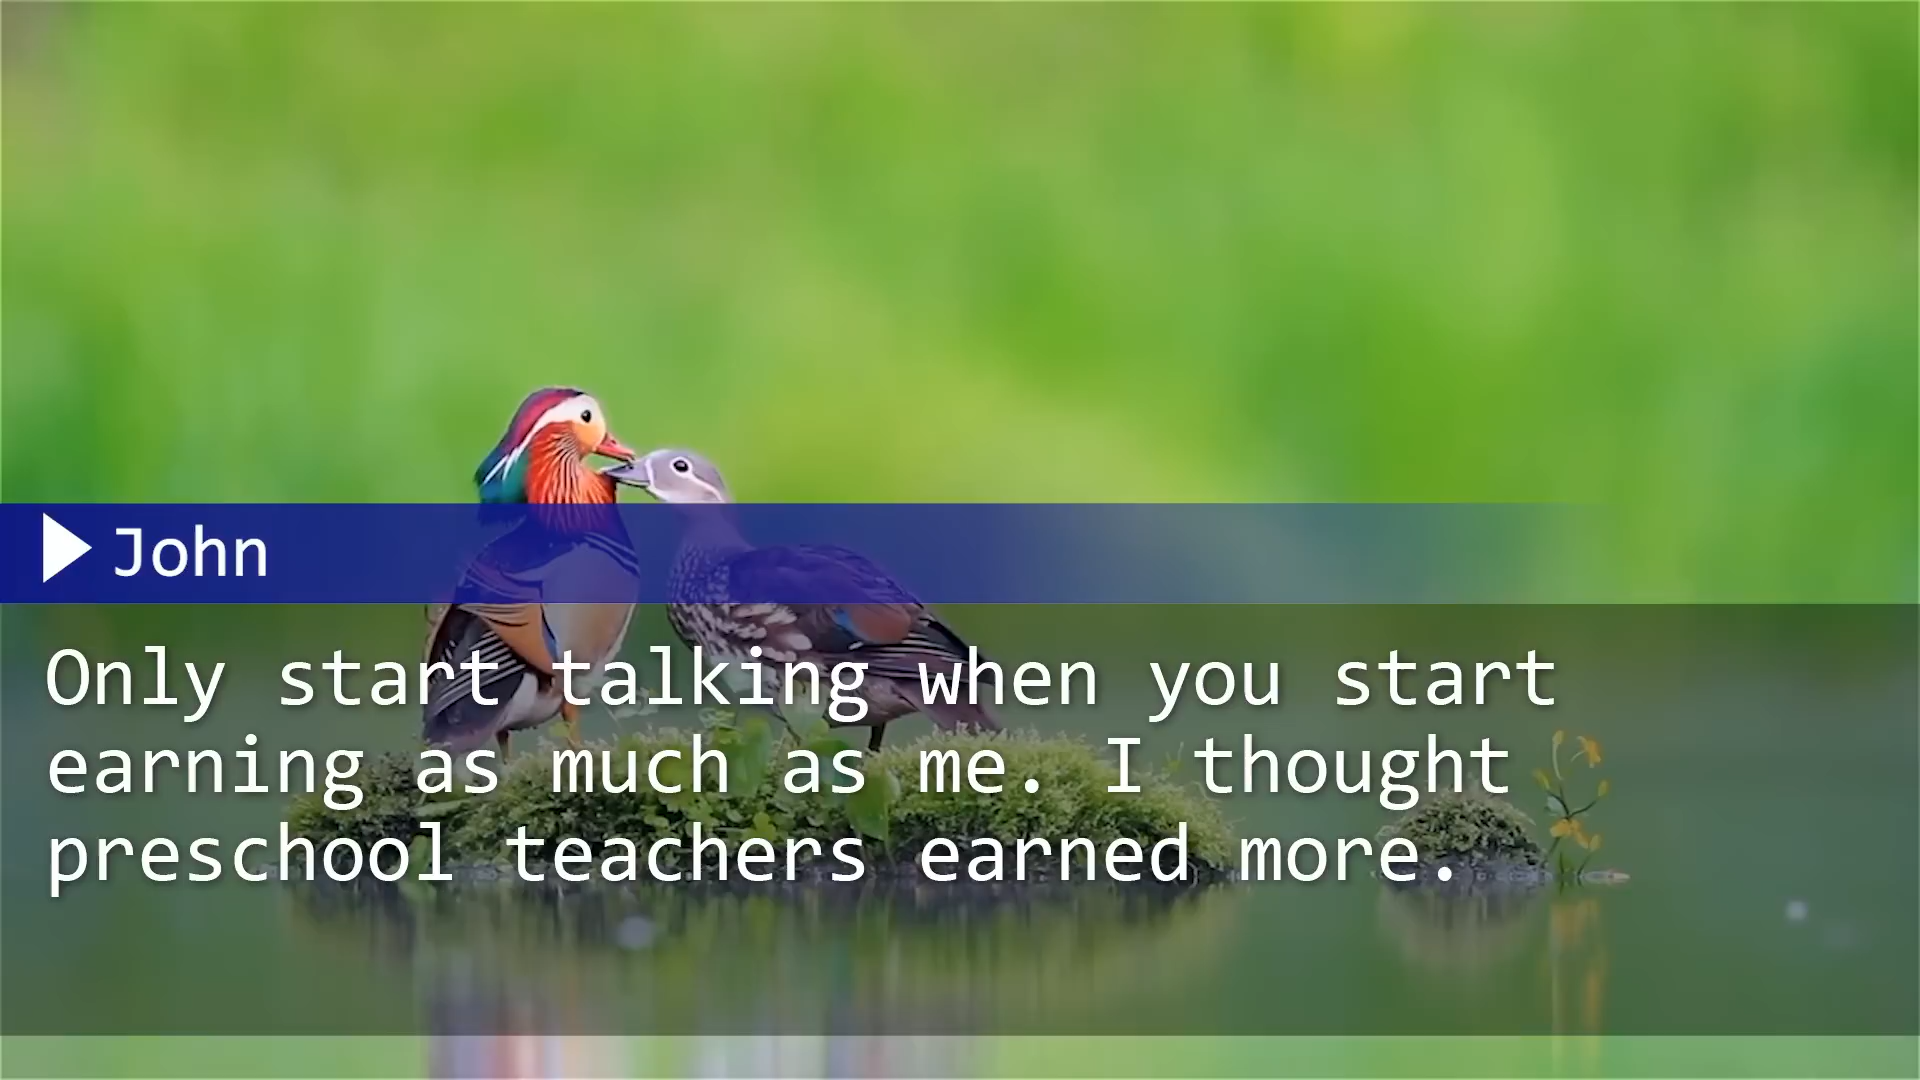 John
Only start talking when you start
earning as much as me. I thought
preschool teachers earned more.